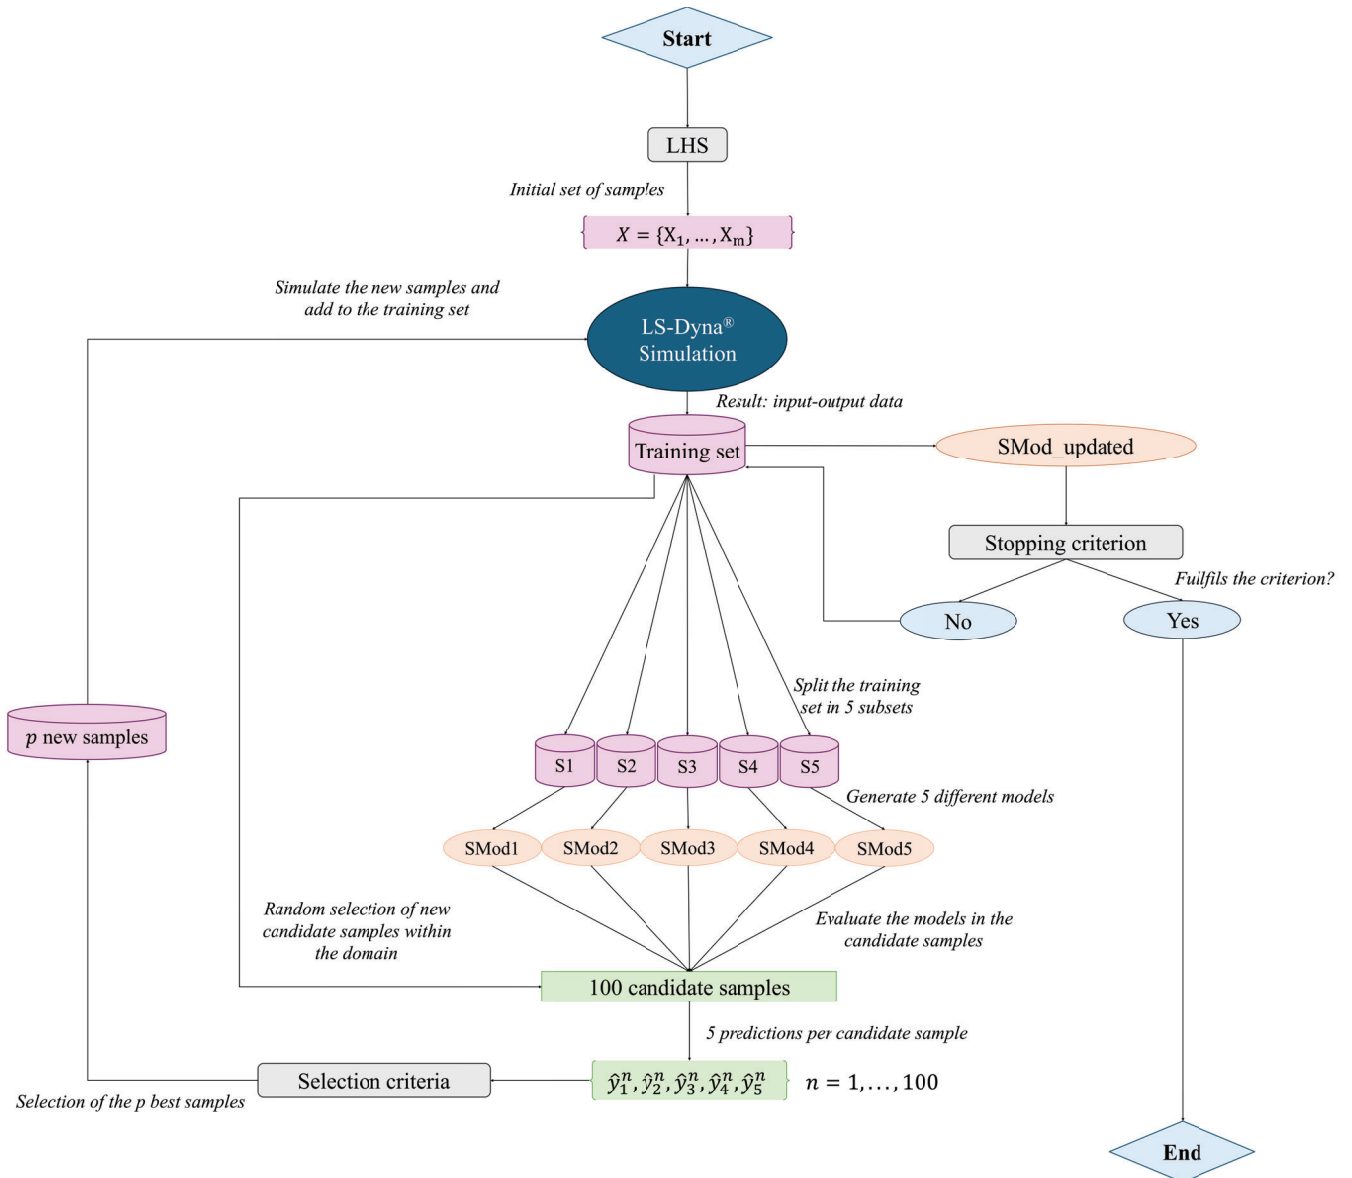 Start
LHS
Initial set of samples
X = {X₁, ..., Xₘ}
Simulate the new samples and
add to the training set
LS-Dyna®
Simulation
Result: input-output data
Training set
SMod updated
Stopping criterion
Fullfils the criterion?
No
Yes
Split the training
set in 5 subsets
p new samples
S1
S2
S3
S4
S5
Generate 5 different models
SMod1
SMod2
SMod3
SMod4
SMod5
Random selection of new
candidate samples within
the domain
Evaluate the models in the
candidate samples
100 candidate samples
5 predictions per candidate sample
Selection criteria
ŷ₁ⁿ, ŷ₂ⁿ, ŷ₃ⁿ, ŷ₄ⁿ, ŷ₅ⁿ n = 1, ..., 100
Selection of the p best samples
End